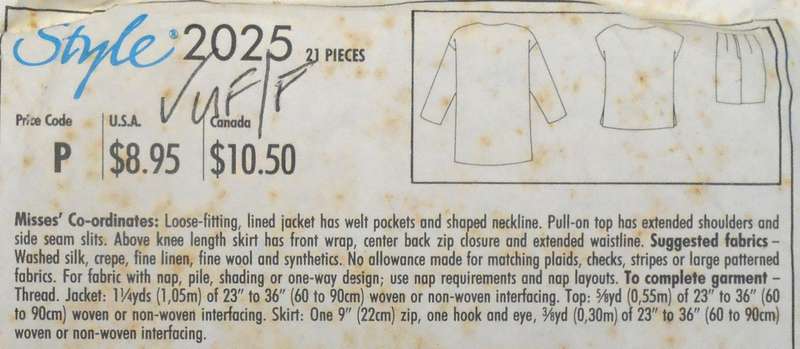 Style® 2025 21 PIECES
Price Code U.S.A. Canada
P $8.95 $10.50
Misses' Co-ordinates: Loose-fitting, lined jacket has welt pockets and shaped neckline. Pull-on top has extended shoulders and
side seam slits. Above knee length skirt has front wrap, center back zip closure and extended waistline. Suggested fabrics –
Washed silk, crepe, fine linen, fine wool and synthetics. No allowance made for matching plaids, checks, stripes or large patterned
fabrics. For fabric with nap, pile, shading or one-way design; use nap requirements and nap layouts. To complete garment –
Thread. Jacket: 1¼yds (1,05m) of 23" to 36" (60 to 90cm) woven or non-woven interfacing. Top: ⅝yd (0,55m) of 23" to 36" (60
to 90cm) woven or non-woven interfacing. Skirt: One 9" (22cm) zip, one hook and eye, ⅜yd (0,30m) of 23" to 36" (60 to 90cm)
woven or non-woven interfacing.